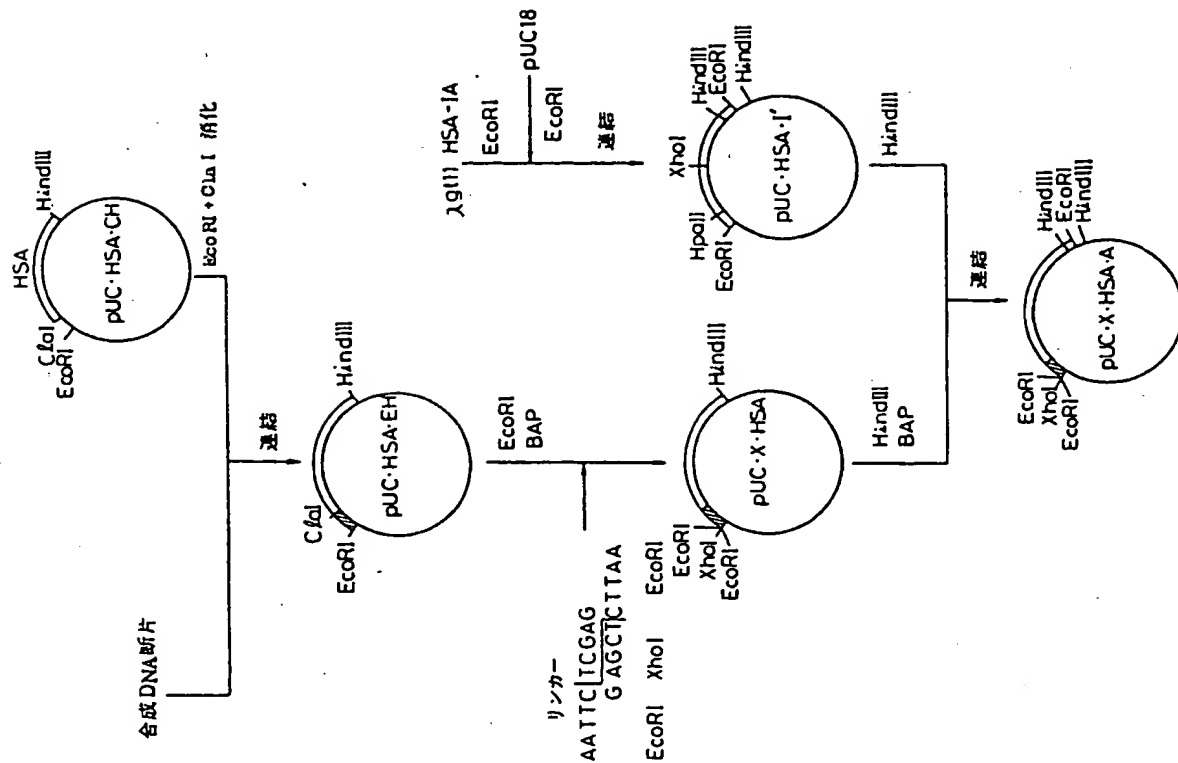 合成DNA断片
HSA
ClaI
EcoRI
HindIII
pUC·HSA·CH
EcoRI + ClaI 消化
連結
ClaI
EcoRI
HindIII
pUC·HSA·EH
EcoRI
BAP
リンカー
AATTCTCGAG
GAGCTCTTAA
EcoRI XhoI EcoRI
EcoRI
XhoI
EcoRI
HindIII
pUC·X·HSA
HindIII
BAP
λgt11 HSA·IA
EcoRI
pUC18
EcoRI
連結
EcoRI
HpaII
XhoI
HindIII
EcoRI
HindIII
pUC·HSA·I'
HindIII
連結
EcoRI
XhoI
EcoRI
HindIII
EcoRI
HindIII
pUC·X·HSA·A